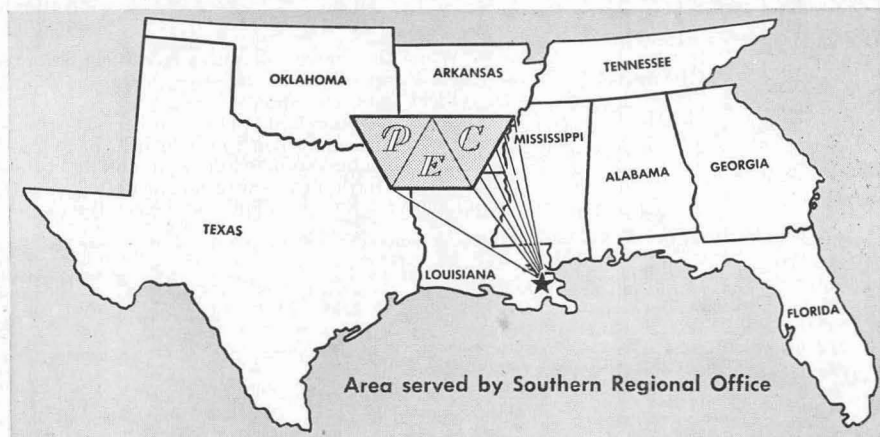 OKLAHOMA
ARKANSAS
TENNESSEE
P E C
MISSISSIPPI
ALABAMA
GEORGIA
TEXAS
LOUISIANA
FLORIDA
Area served by Southern Regional Office